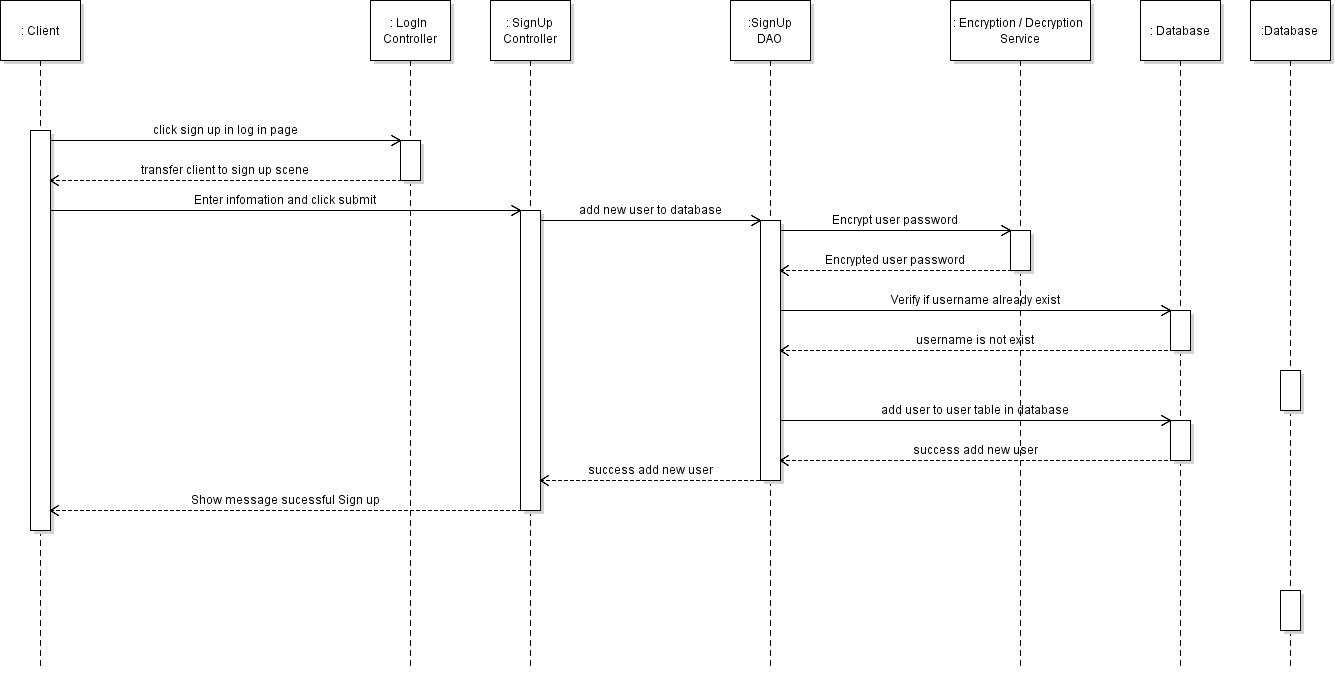 : Client
: LogIn
Controller
: SignUp
Controller
:SignUp
DAO
: Encryption / Decryption
Service
: Database
:Database
click sign up in log in page
transfer client to sign up scene
Enter infomation and click submit
add new user to database
Encrypt user password
Encrypted user password
Verify if username already exist
username is not exist
add user to user table in database
success add new user
success add new user
Show message sucessful Sign up